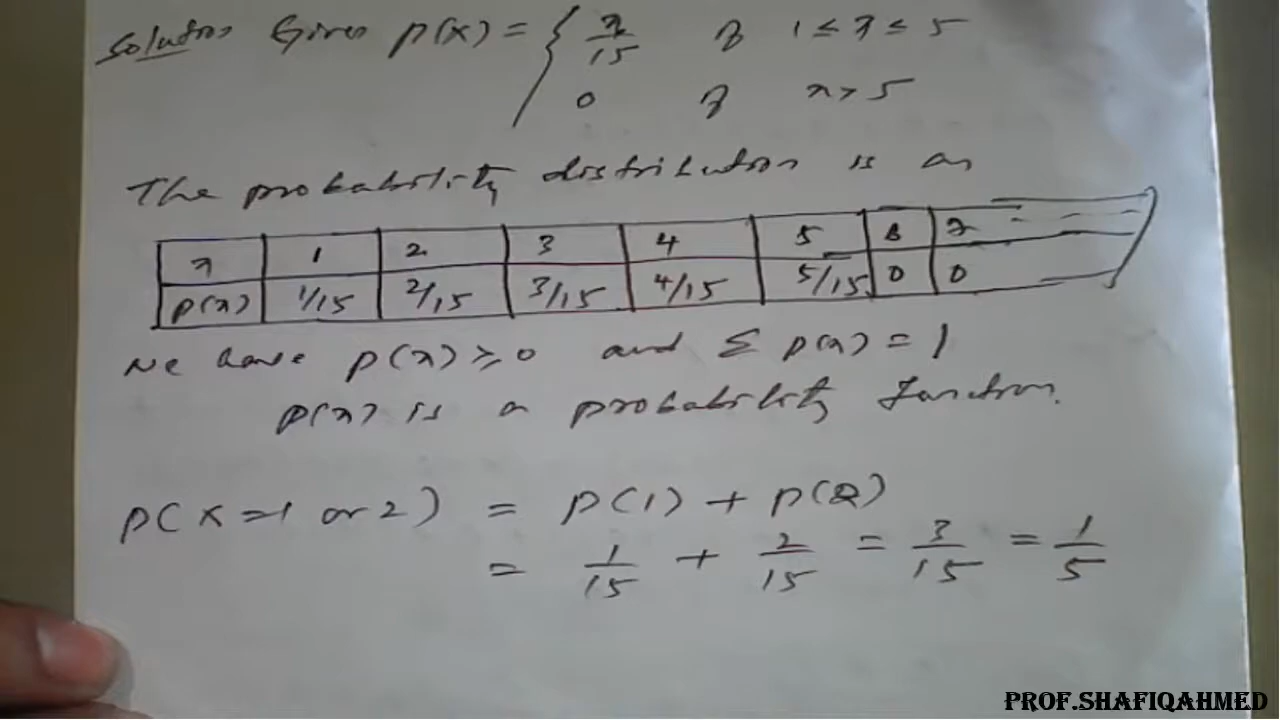 Solution Given p(x) = { x/15 if 1 ≤ x ≤ 5
0 if x > 5
The probability distribution is as
x 1 2 3 4 5 6 7
p(x) 1/15 2/15 3/15 4/15 5/15 0 0
We have p(x) ≥ 0 and Σ p(x) = 1
p(x) is a probability function.
p(X = 1 or 2) = p(1) + p(2)
= 1/15 + 2/15 = 3/15 = 1/5
PROF.SHAFIQAHMED